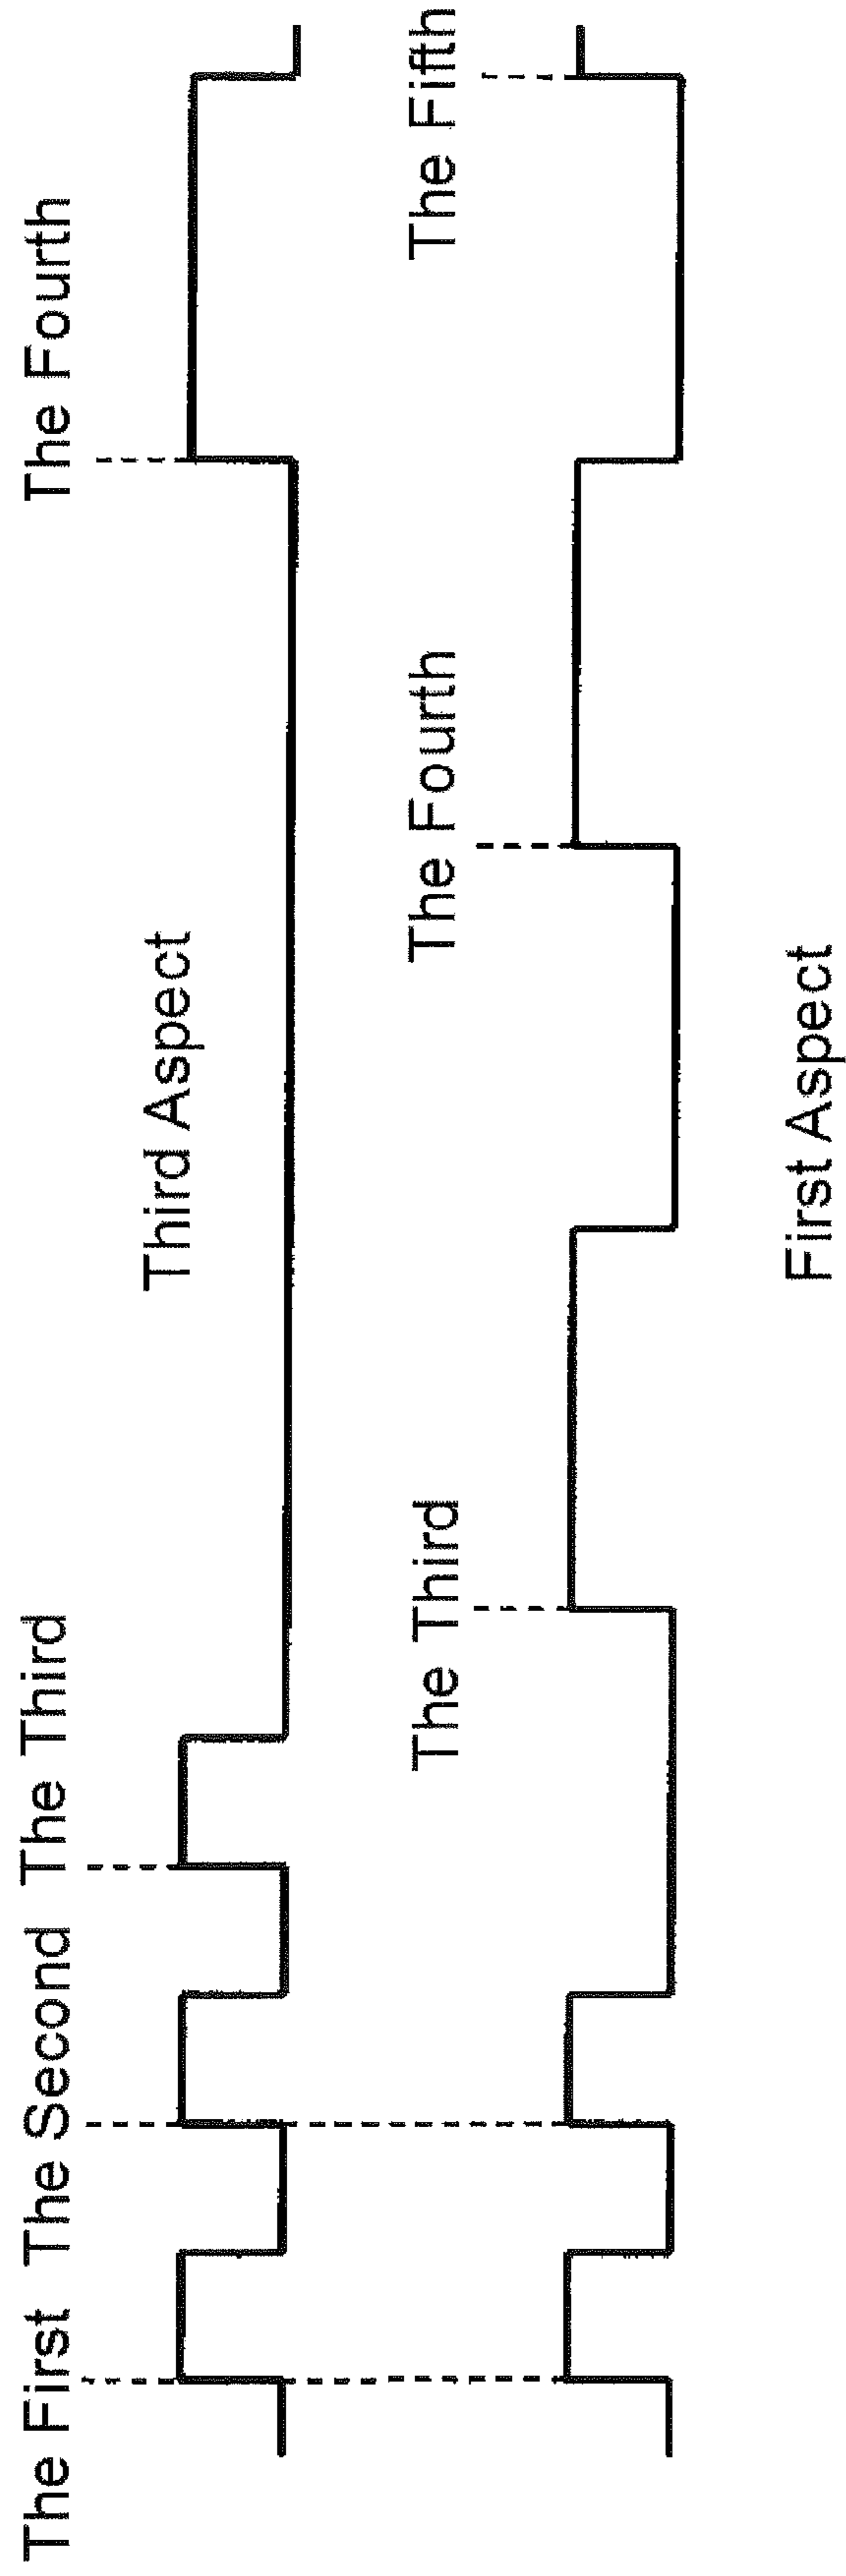 The First The Second The Third The Fourth
Third Aspect
The Third The Fourth The Fifth
First Aspect